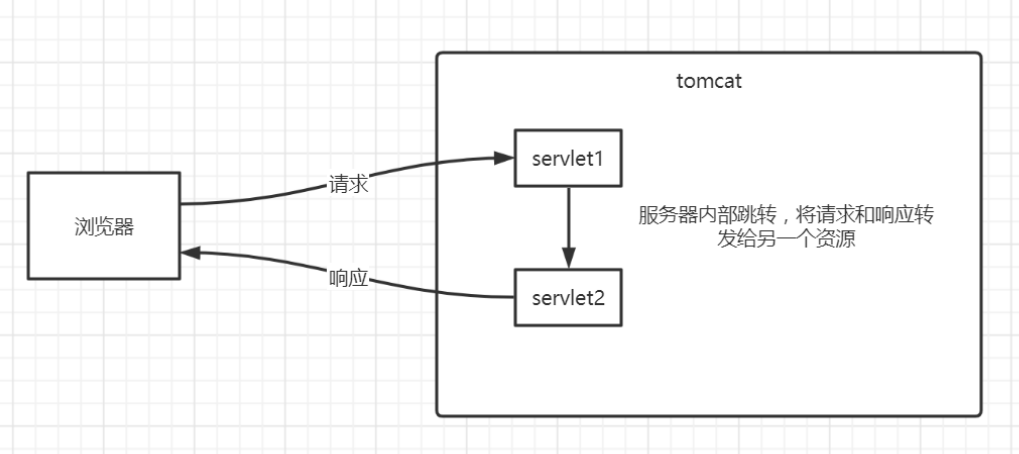 tomcat
servlet1
请求
服务器内部跳转，将请求和响应转
发给另一个资源
浏览器
响应
servlet2